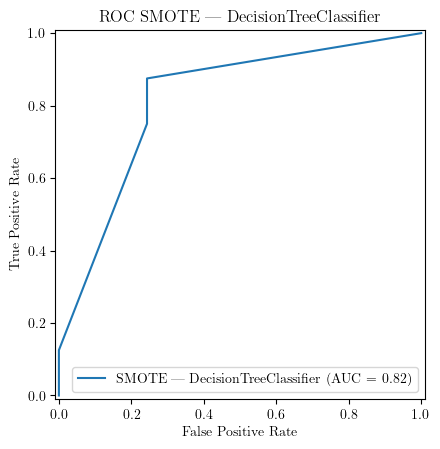 ROC SMOTE — DecisionTreeClassifier
1.0
0.8
0.6
0.4
0.2
0.0
True Positive Rate
SMOTE — DecisionTreeClassifier (AUC = 0.82)
0.0 0.2 0.4 0.6 0.8 1.0
False Positive Rate